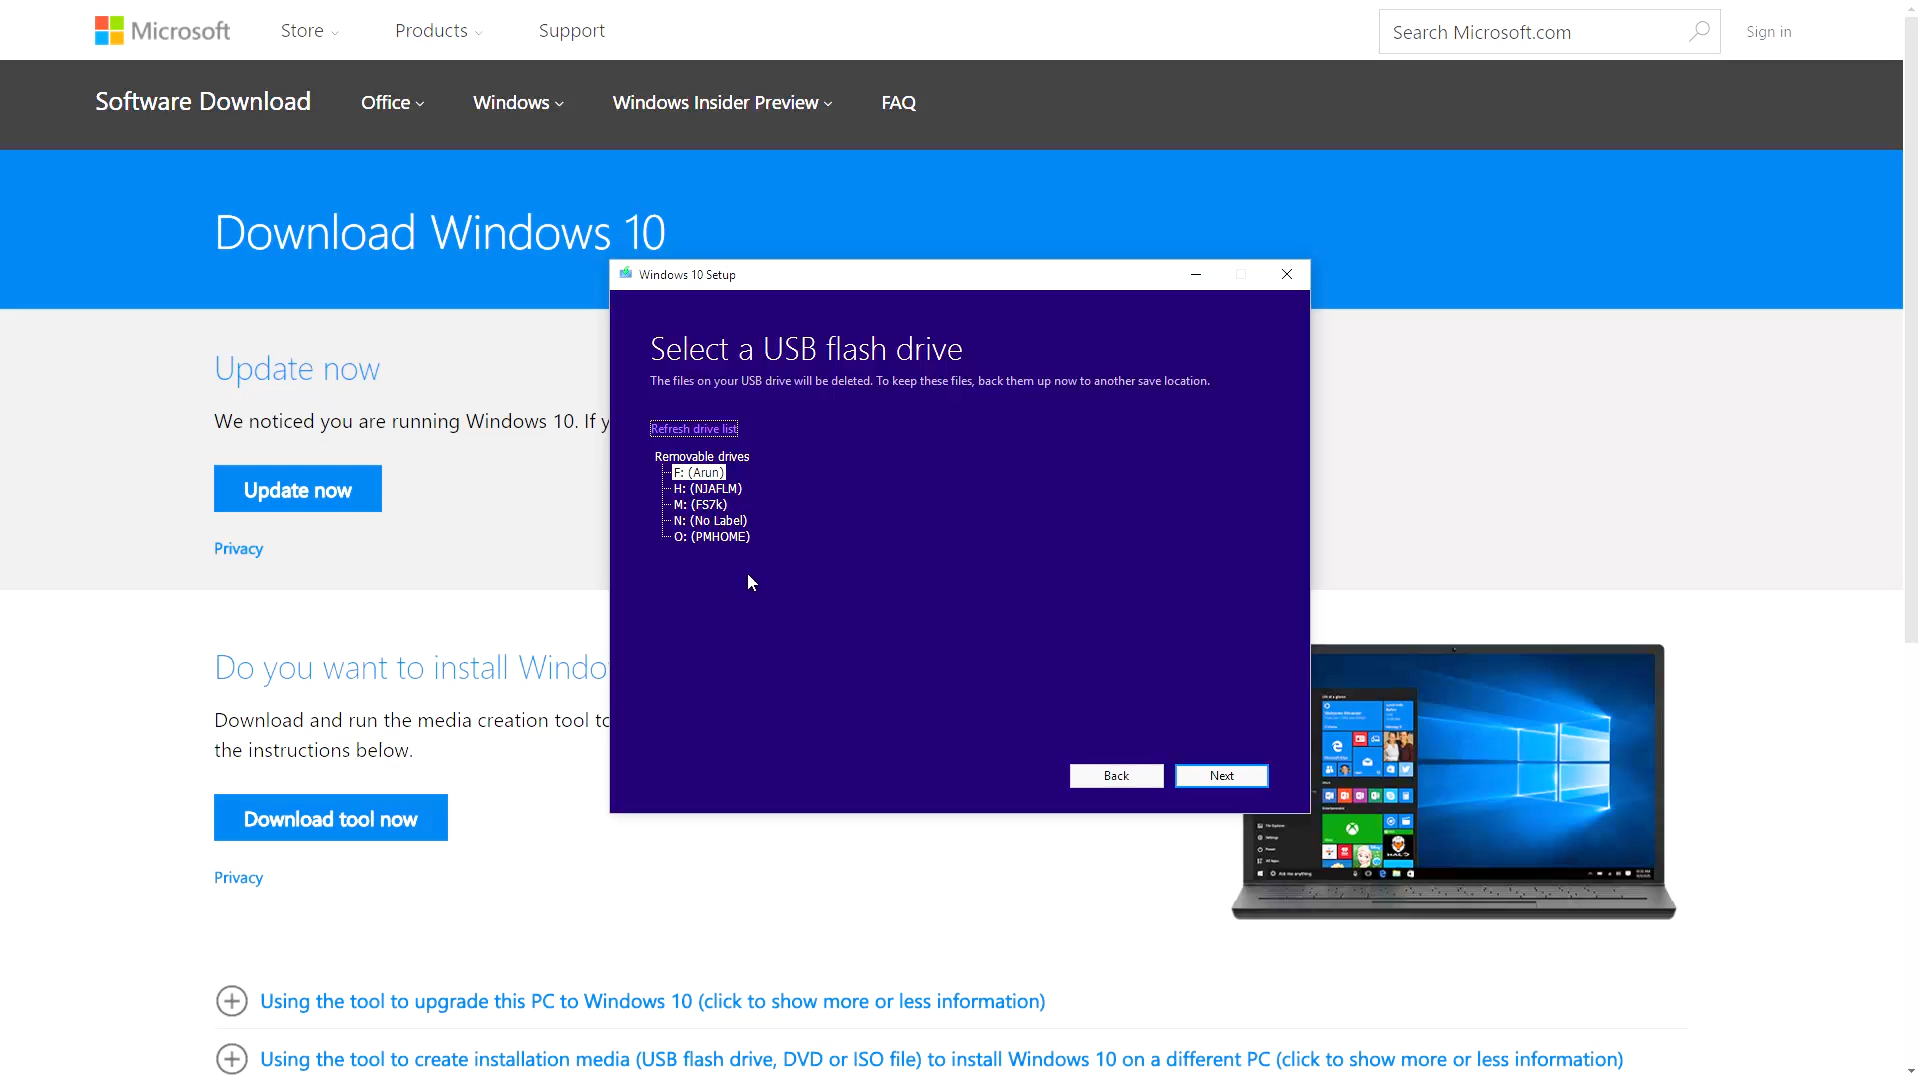 Microsoft
Store
Products
Support
Search Microsoft.com
Sign in
Software Download
Office
Windows
Windows Insider Preview
FAQ
Download Windows 10
Windows 10 Setup
Select a USB flash drive
The files on your USB drive will be deleted. To keep these files, back them up now to another save location.
Refresh drive list
Removable drives
F: (Arun)
H: (NJAFLM)
M: (FS7k)
N: (No Label)
O: (PMHOME)
Back
Next
Update now
We noticed you are running Windows 10. If
Update now
Privacy
Do you want to install
Download and run the media creation tool
the instructions below.
Download tool now
Privacy
Using the tool to upgrade this PC to Windows 10 (click to show more or less information)
Using the tool to create installation media (USB flash drive, DVD or ISO file) to install Windows 10 on a different PC (click to show more or less information)